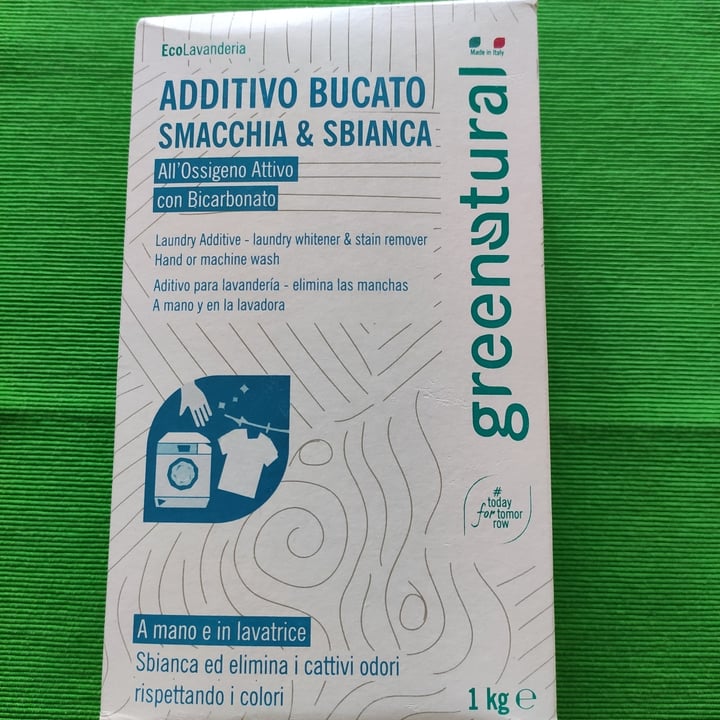 EcoLavanderia
Made in Italy
ADDITIVO BUCATO
SMACCHIA & SBIANCA
All'Ossigeno Attivo
con Bicarbonato
Laundry Additive - laundry whitener & stain remover
Hand or machine wash
Aditivo para lavandería - elimina las manchas
A mano y en la lavadora
greenatural
#
today
for tomor
row
A mano e in lavatrice
Sbianca ed elimina i cattivi odori
rispettando i colori
1 kg ℮